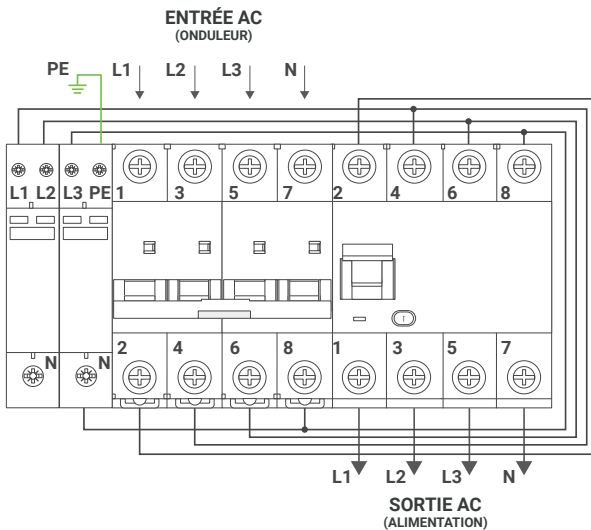 ENTRÉE AC
(ONDULEUR)
PE L1 L2 L3 N
L1 L2 L3 PE 1 3 5 7 2 4 6 8
N N 2 4 6 8 1 3 5 7
L1 L2 L3 N
SORTIE AC
(ALIMENTATION)